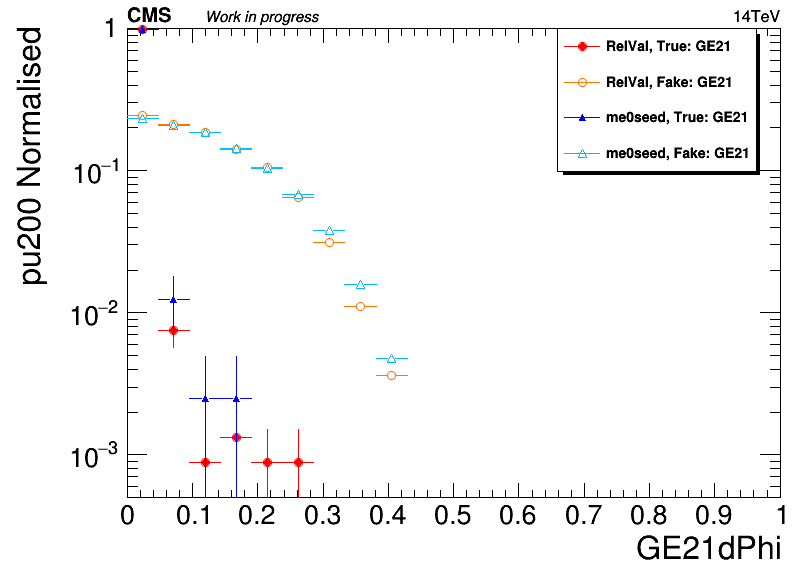 CMS Work in progress 14TeV
pu200 Normalised
RelVal, True: GE21
RelVal, Fake: GE21
me0seed, True: GE21
me0seed, Fake: GE21
1
10−1
10−2
10−3
0 0.1 0.2 0.3 0.4 0.5 0.6 0.7 0.8 0.9 1
GE21dPhi